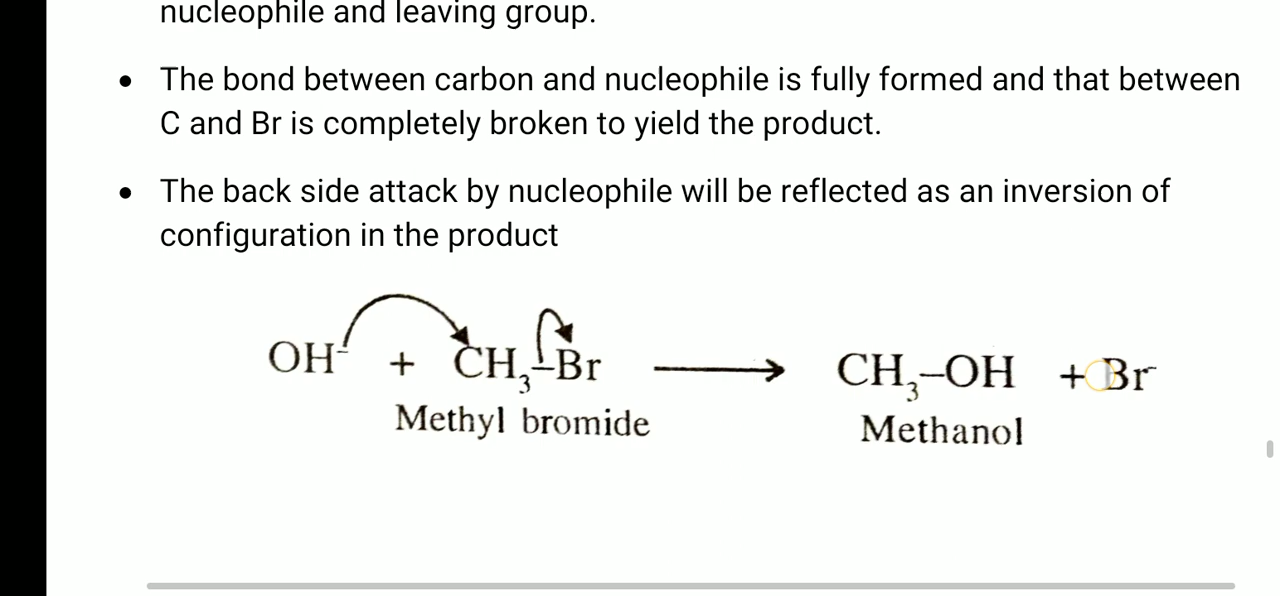 nucleophile and leaving group.
• The bond between carbon and nucleophile is fully formed and that between
C and Br is completely broken to yield the product.
• The back side attack by nucleophile will be reflected as an inversion of
configuration in the product
OH⁻ + CH₃–Br ⟶ CH₃–OH + Br⁻
Methyl bromide Methanol